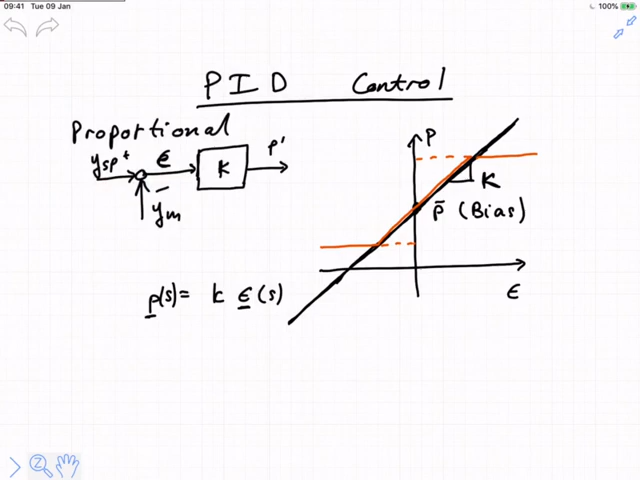 09:41 Tue 09 Jan
100%
PID Control
Proportional
ysp + ϵ K p'
- ym
P
K
p̄ (Bias)
ϵ
p(s) = k ϵ(s)